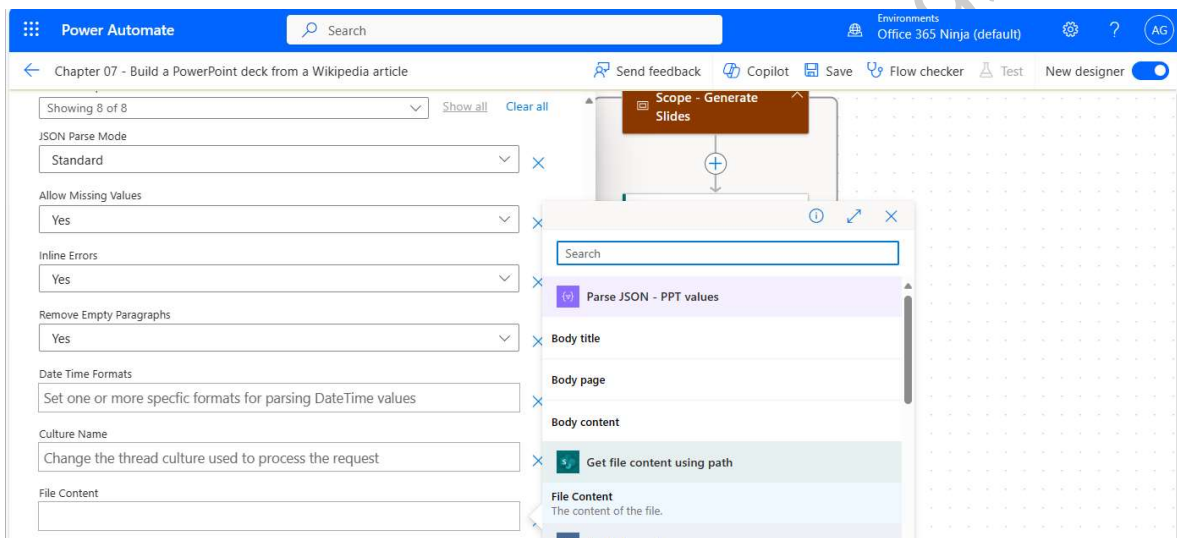 Power Automate
Search
Environments
Office 365 Ninja (default)
AG
Chapter 07 - Build a PowerPoint deck from a Wikipedia article
Send feedback
Copilot
Save
Flow checker
Test
New designer
Showing 8 of 8
Show all
Clear all
JSON Parse Mode
Standard
Allow Missing Values
Yes
Inline Errors
Yes
Remove Empty Paragraphs
Yes
Date Time Formats
Set one or more specfic formats for parsing DateTime values
Culture Name
Change the thread culture used to process the request
File Content
Scope - Generate
Slides
Search
Parse JSON - PPT values
Body title
Body page
Body content
Get file content using path
File Content
The content of the file.